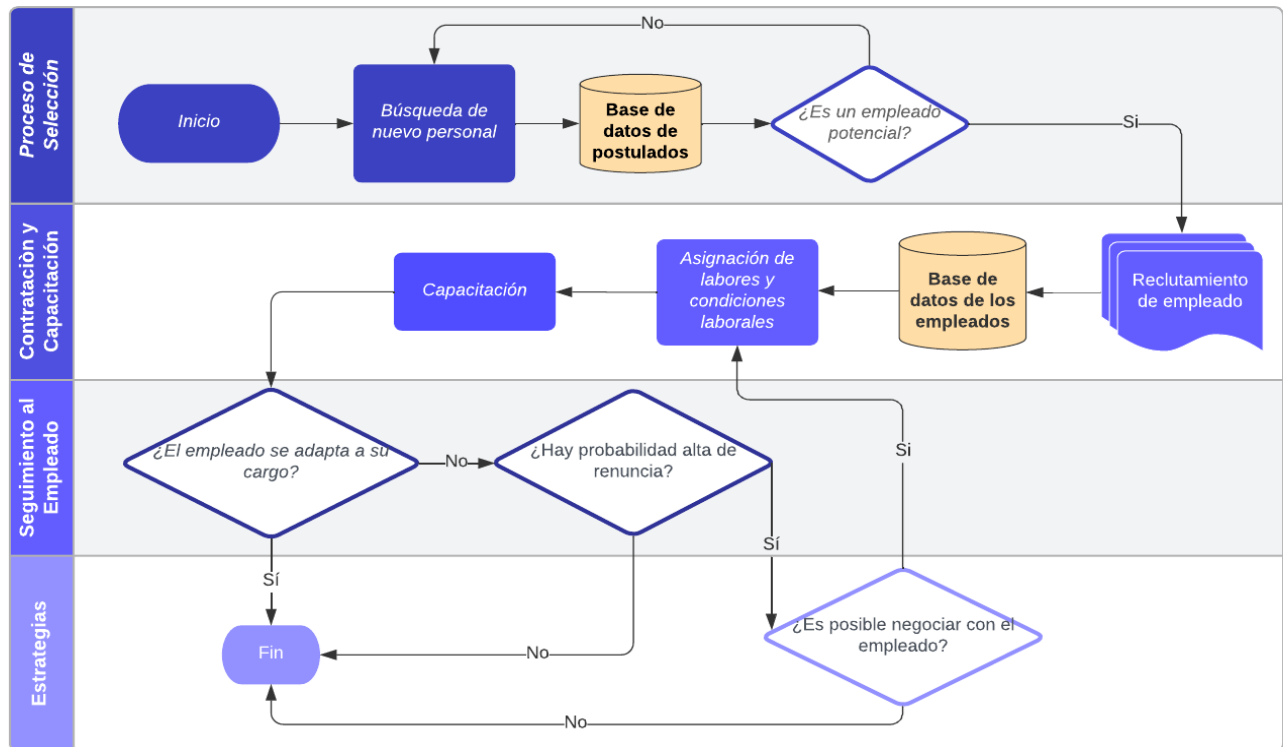 Proceso de
Selección
No
Inicio
Búsqueda de
nuevo personal
Base de
datos de
postulados
¿Es un empleado
potencial?
Si
Contrataciòn y
Capacitación
Capacitación
Asignación de
labores y
condiciones
laborales
Base de
datos de los
empleados
Reclutamiento
de empleado
Seguimiento al
Empleado
¿El empleado se adapta a su
cargo?
No
¿Hay probabilidad alta de
renuncia?
Si
Sí
Sí
Estrategias
Fin
No
¿Es posible negociar con el
empleado?
No